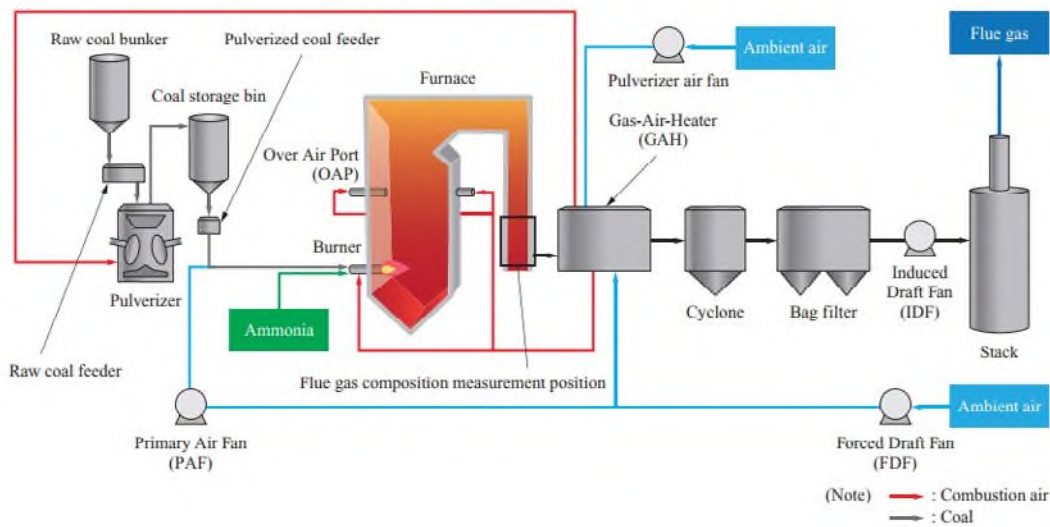 Raw coal bunker
Pulverized coal feeder
Coal storage bin
Furnace
Over Air Port
(OAP)
Burner
Pulverizer
Ammonia
Raw coal feeder
Flue gas composition measurement position
Primary Air Fan
(PAF)
Ambient air
Pulverizer air fan
Gas-Air-Heater
(GAH)
Flue gas
Cyclone
Bag filter
Induced
Draft Fan
(IDF)
Stack
Ambient air
Forced Draft Fan
(FDF)
(Note)
: Combustion air
: Coal